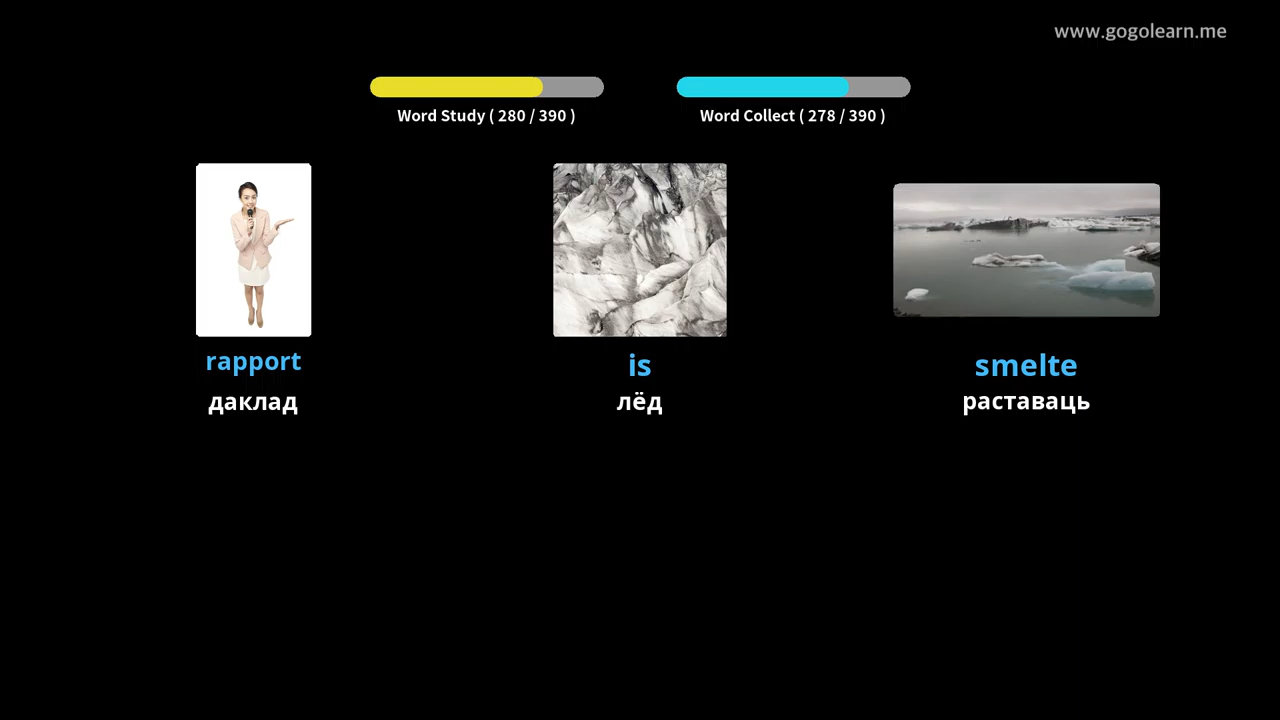 www.gogolearn.me
Word Study ( 280 / 390 )
Word Collect ( 278 / 390 )
rapport
is
smelte
даклад
лёд
раставаць